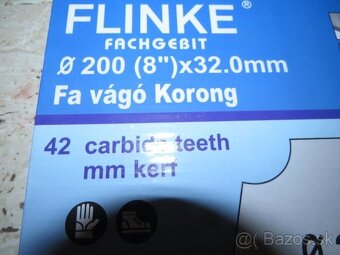 FLINKE®
FACHGEBIT
Ø 200 (8")x32.0mm
Fa vágó Korong
42 carbide teeth
mm kerf
Ø
Bazos.sk